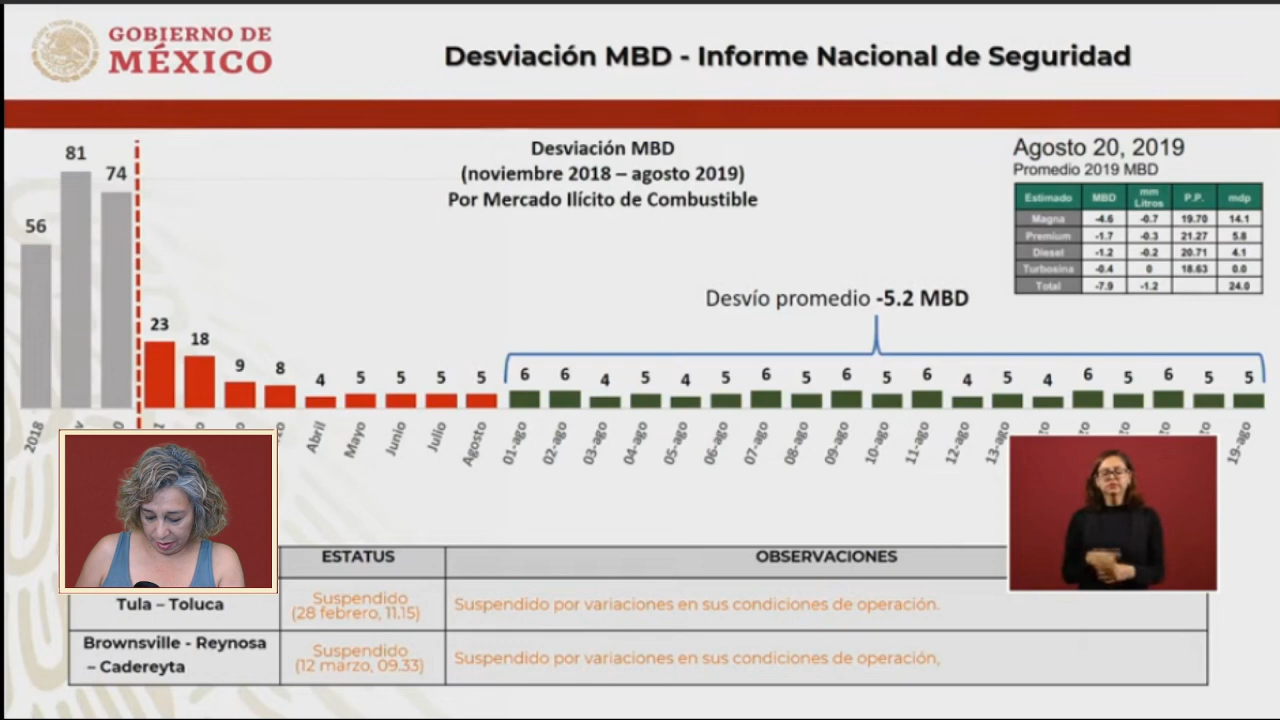 GOBIERNO DE
MÉXICO
Desviación MBD - Informe Nacional de Seguridad
Desviación MBD
(noviembre 2018 – agosto 2019)
Por Mercado Ilícito de Combustible
Agosto 20, 2019
Promedio 2019 MBD
Estimado MBD mm Litros P.P. mdp
Magna -4.6 -0.7 19.70 14.1
Premium -1.7 -0.3 21.27 5.8
Diesel -1.2 -0.2 20.71 4.1
Turbosina -0.4 0 18.63 0.0
Total -7.9 -1.2 24.0
Desvío promedio -5.2 MBD
56 81 74 23 18 9 8 4 5 5 5 5 6 6 4 5 4 5 6 5 6 5 6 4 5 4 6 5 6 5 5
2018 Abril Mayo Junio Julio Agosto 01-ago 02-ago 03-ago 04-ago 05-ago 06-ago 07-ago 08-ago 09-ago 10-ago 11-ago 12-ago 13-ago 19-ago
ESTATUS OBSERVACIONES
Tula – Toluca
Suspendido
(28 febrero, 11.15)
Suspendido por variaciones en sus condiciones de operación.
Brownsville - Reynosa
– Cadereyta
Suspendido
(12 marzo, 09.33)
Suspendido por variaciones en sus condiciones de operación,